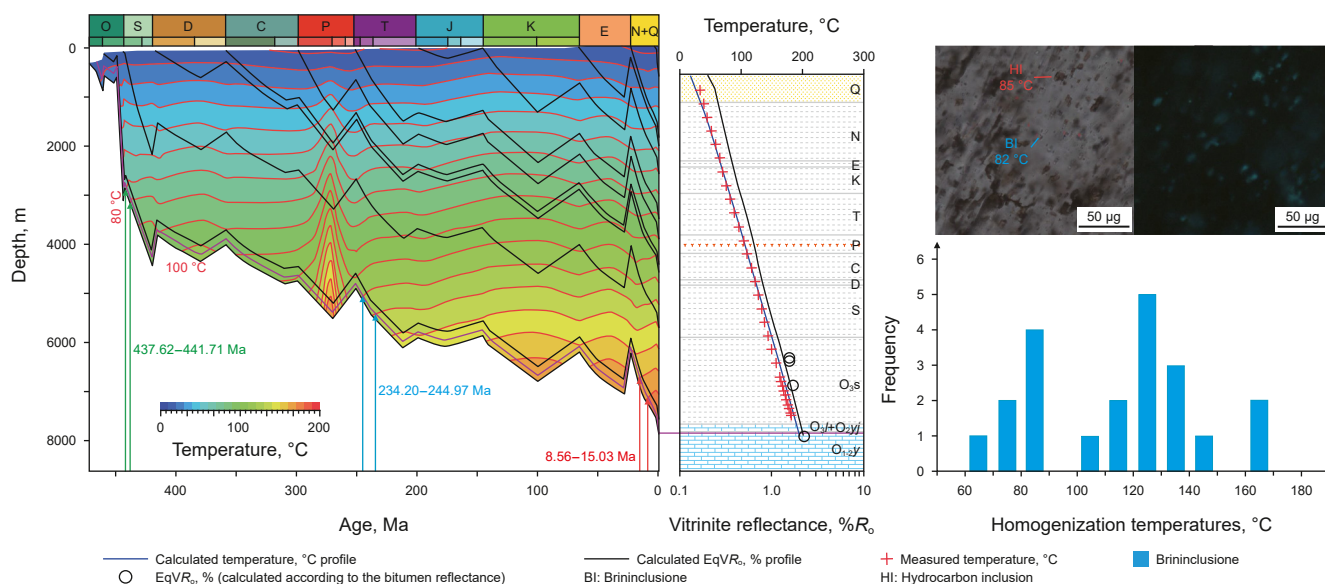 O S D C P T J K E N+Q
0
2000
4000
6000
8000
Depth, m
80 °C
100 °C
437.62–441.71 Ma
234.20–244.97 Ma
8.56–15.03 Ma
0 100 200
Temperature, °C
400 300 200 100 0
Age, Ma
Temperature, °C
0 100 200 300
Q
N
E
K
T
P
C
D
S
O₃s
O₃l+O₂yj
O₁₋₂y
0.1 1.0 10
Vitrinite reflectance, %Rₒ
HI
85 °C
BI
82 °C
50 µg
50 µg
6
5
4
3
2
1
0
Frequency
60 80 100 120 140 160 180
Homogenization temperatures, °C
Calculated temperature, °C profile
Calculated EqVRₒ, % profile
Measured temperature, °C
Brininclusione
EqVRₒ, % (calculated according to the bitumen reflectance)
BI: Brininclusione
HI: Hydrocarbon inclusion